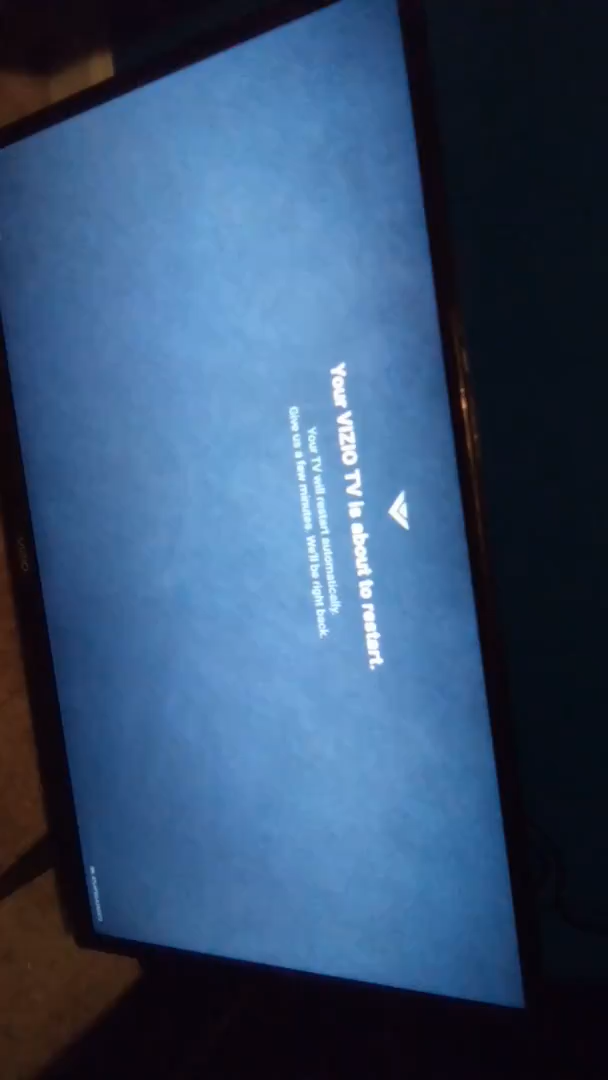 Your VIZIO TV is about to restart.
Your TV will restart automatically.
Give us a few minutes. We'll be right back.
VIZIO